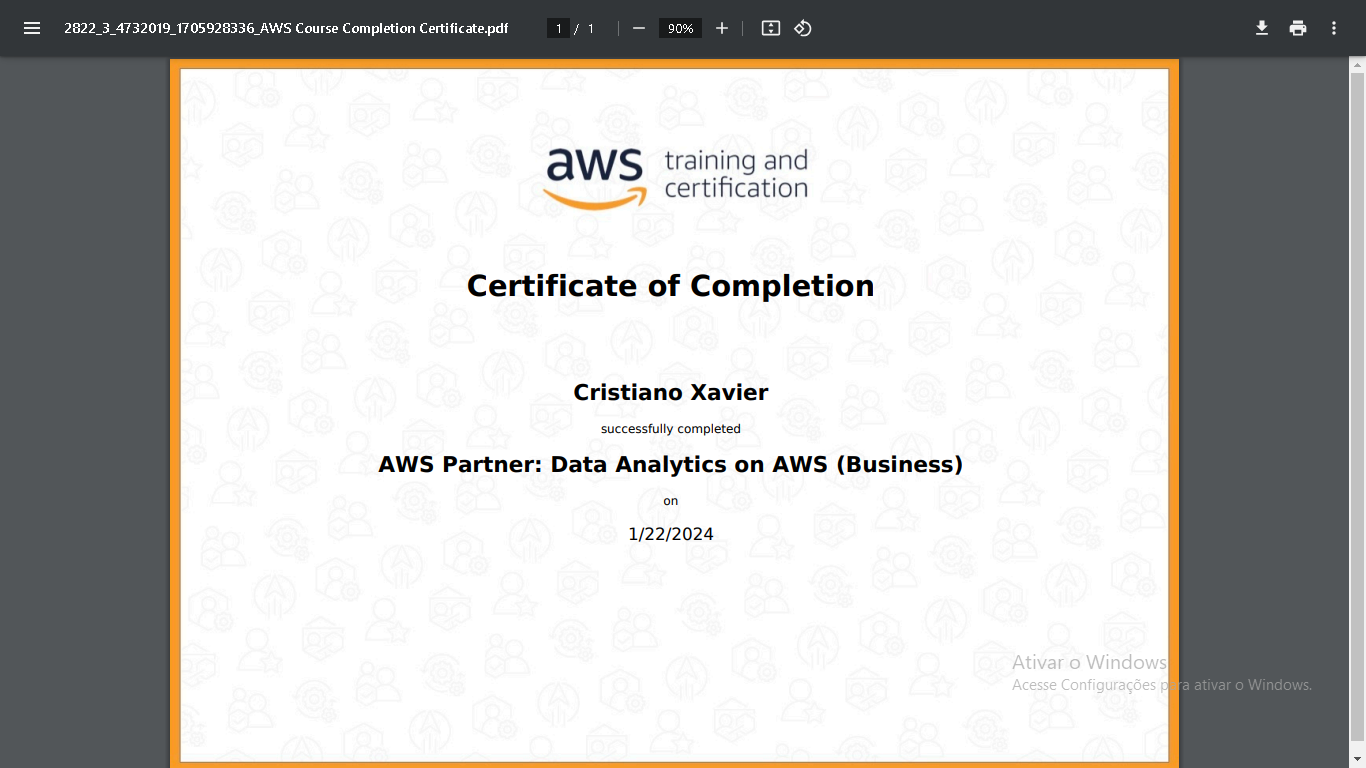 2822_3_4732019_1705928336_AWS Course Completion Certificate.pdf
1 / 1
90%
aws training and certification
Certificate of Completion
Cristiano Xavier
successfully completed
AWS Partner: Data Analytics on AWS (Business)
on
1/22/2024
Ativar o Windows
Acesse Configurações para ativar o Windows.